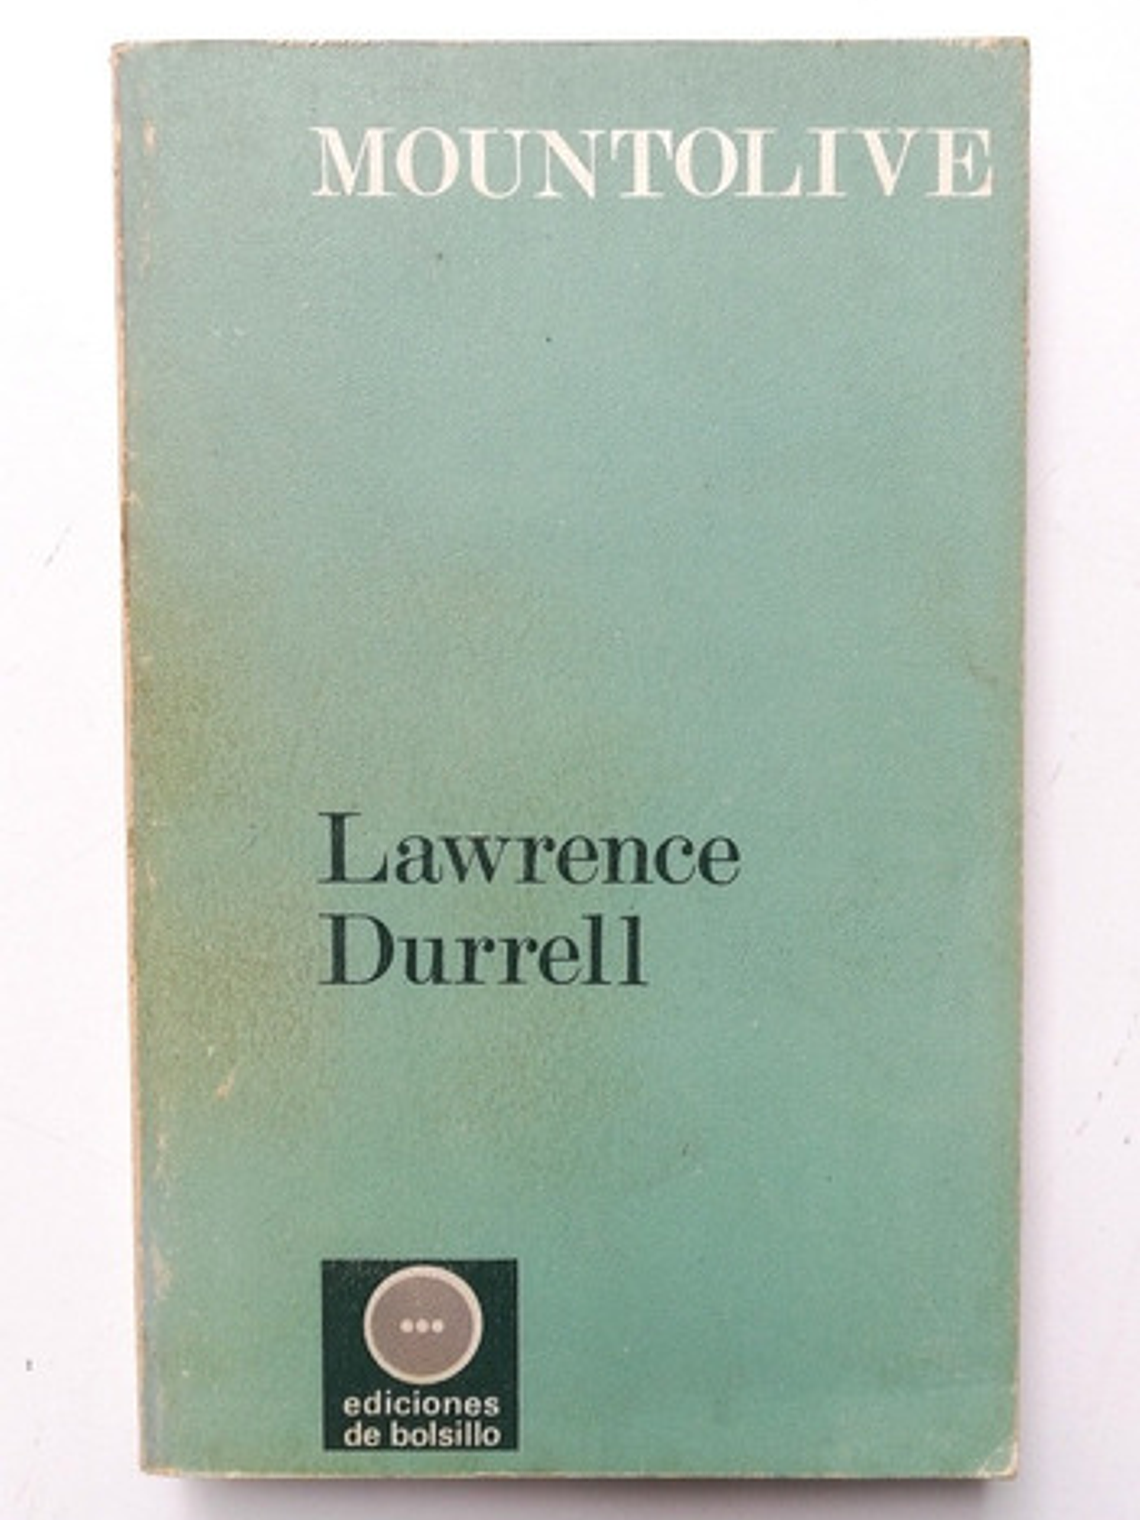 MOUNTOLIVE
Lawrence
Durrell
ediciones
de bolsillo